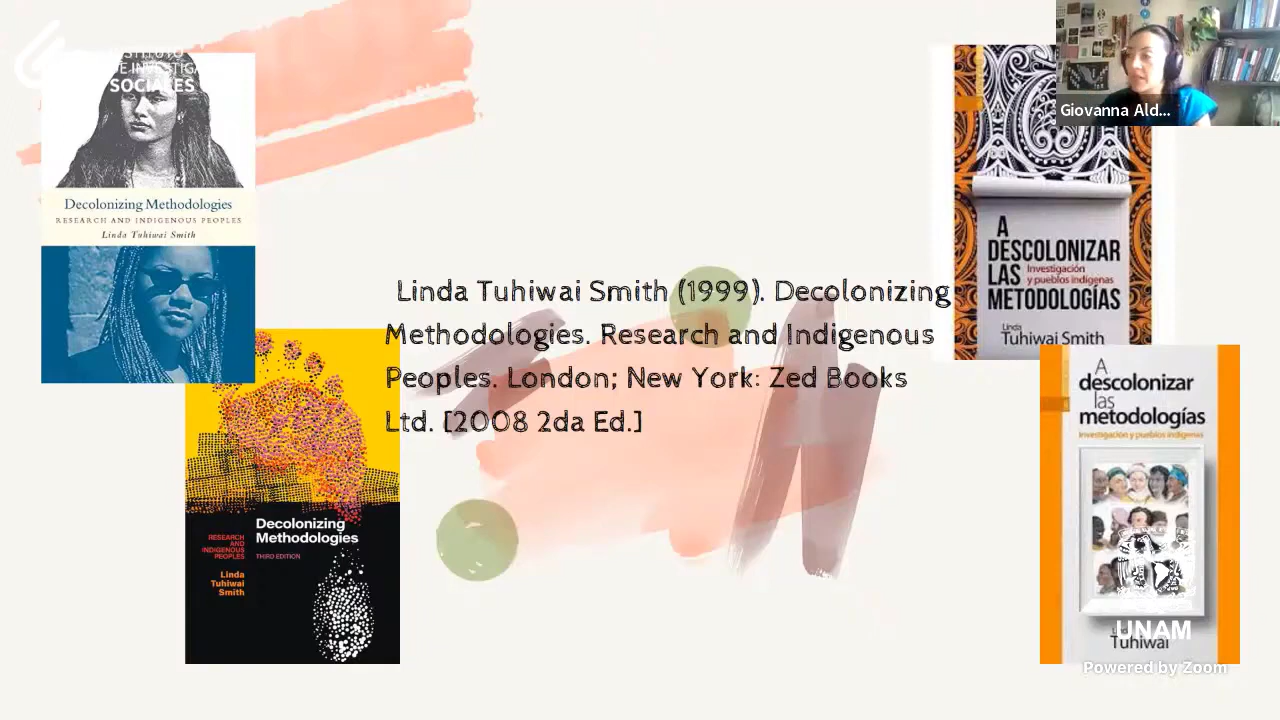 SOCIALES
Decolonizing Methodologies
RESEARCH AND INDIGENOUS PEOPLES
Linda Tuhiwai Smith
Linda Tuhiwai Smith (1999). Decolonizing
Methodologies. Research and Indigenous
Peoples. London; New York: Zed Books
Ltd. [2008 2da Ed.]
Decolonizing
Methodologies
THIRD EDITION
RESEARCH
AND
INDIGENOUS
PEOPLES
Linda
Tuhiwai
Smith
Giovanna Ald...
A
DESCOLONIZAR
LAS Investigación
y pueblos indígenas
METODOLOGÍAS
Linda
Tuhiwai Smith
A
descolonizar
las
metodologías
Investigación y pueblos indígenas
UNAM
Tuhiwai
Powered by Zoom